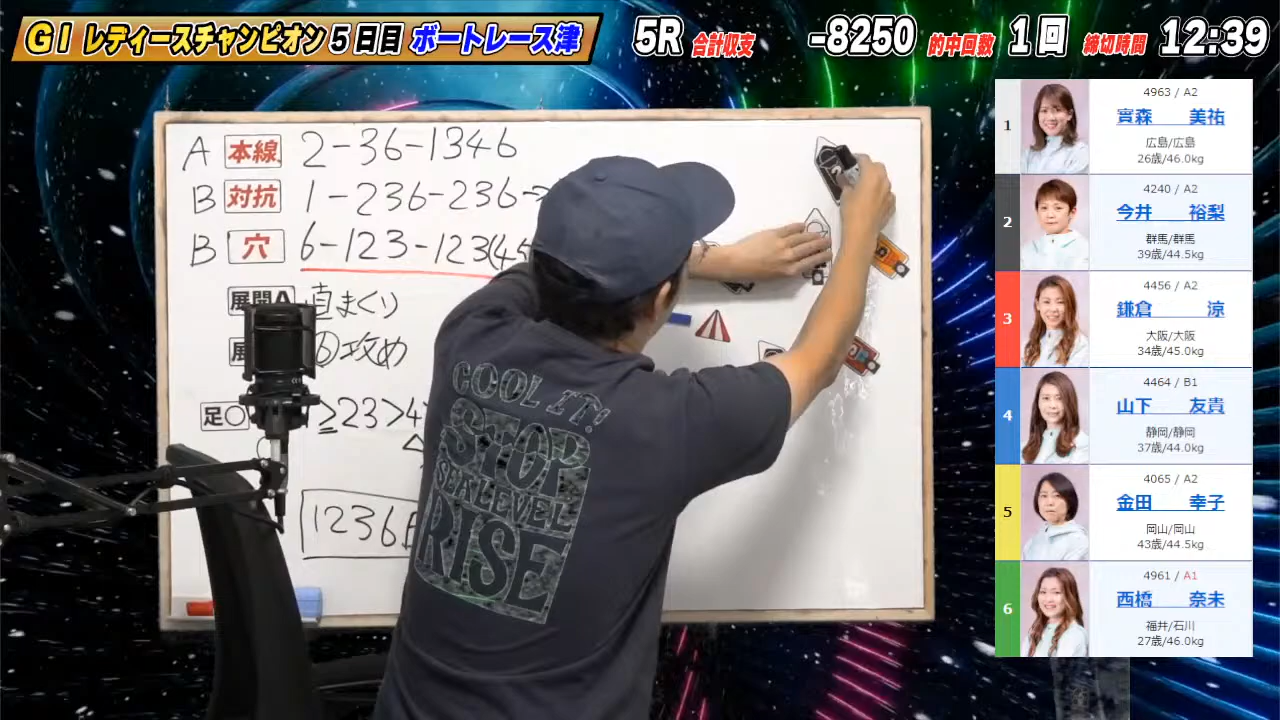 GI レディースチャンピオン 5日目 ボートレース津
5R 合計収支 -8250 的中回数 1回 締切時間 12:39
A 本線 2-36-1346
B 対抗 1-236-236→
B 穴 6-123-123(45
展開A 直まくり
⑥攻め
足○ ≥23>4
1236
COOL IT!
STOP
SEA LEVEL
RISE
1
4963 / A2
實森 美祐
広島/広島
26歳/46.0kg
2
4240 / A2
今井 裕梨
群馬/群馬
39歳/44.5kg
3
4456 / A2
鎌倉 涼
大阪/大阪
34歳/45.0kg
4
4464 / B1
山下 友貴
静岡/静岡
37歳/44.0kg
5
4065 / A2
金田 幸子
岡山/岡山
43歳/44.5kg
6
4961 / A1
西橋 奈未
福井/石川
27歳/46.0kg